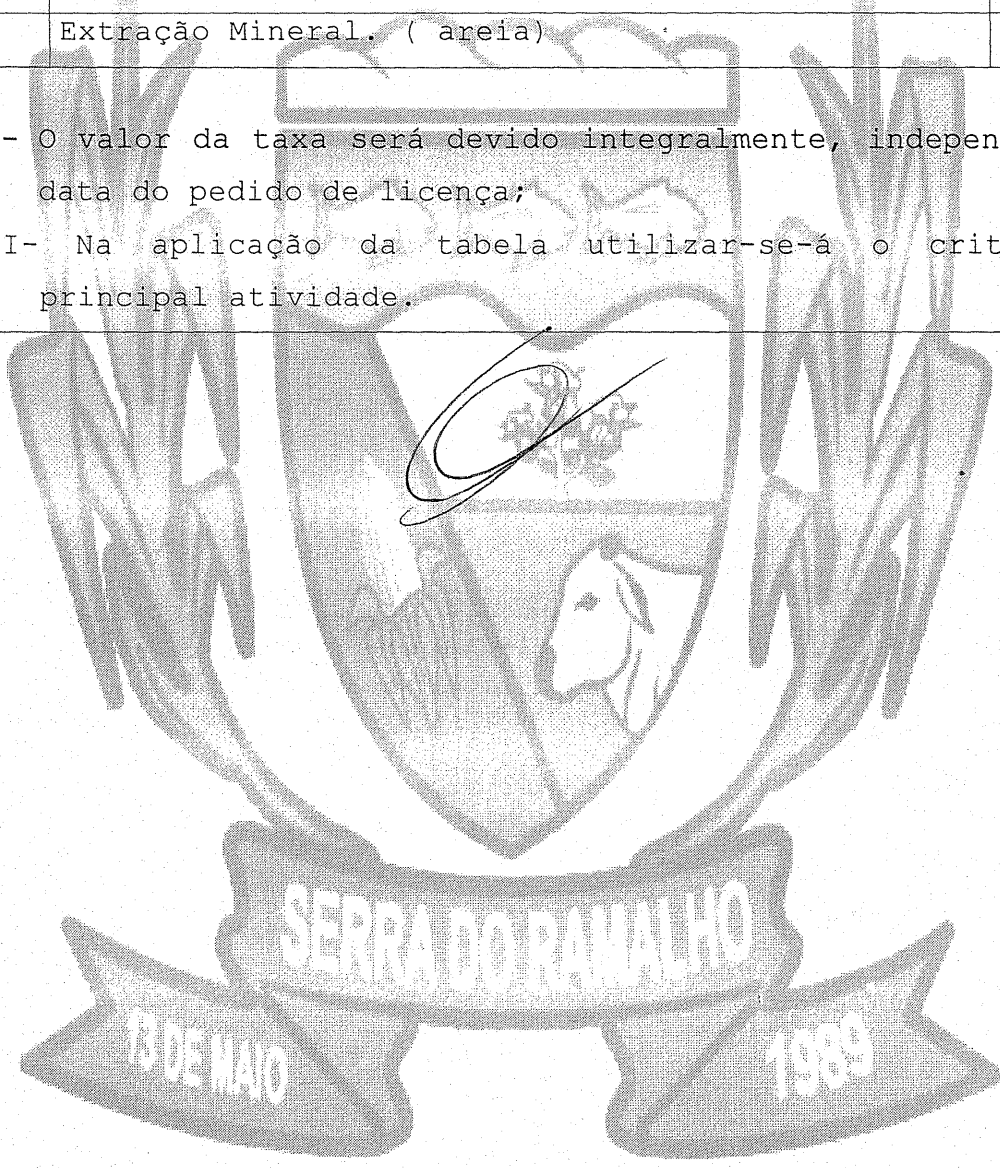 Extração Mineral. ( areia)
- O valor da taxa será devido integralmente, indepen
data do pedido de licença;
I- Na aplicação da tabela utilizar-se-á o crit
principal atividade.
SERRA DO RAMALHO
13 DE MAIO
1989